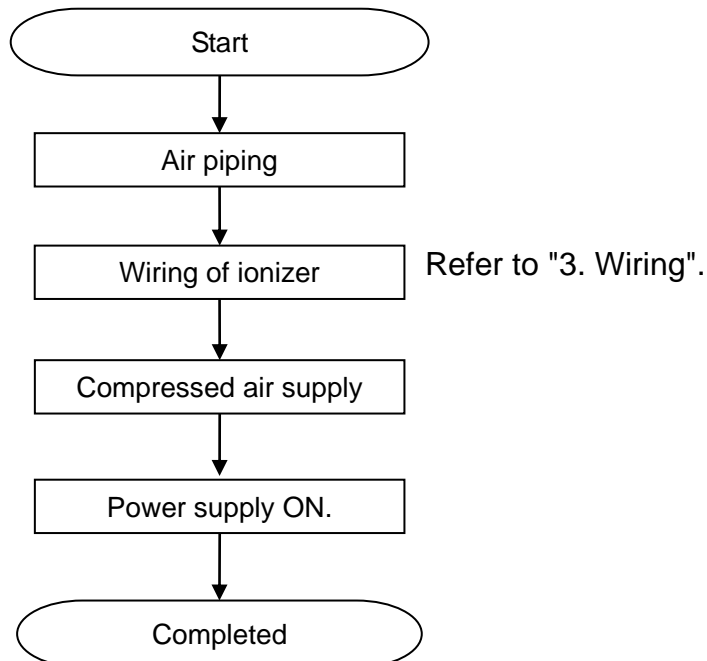 Start
Air piping
Wiring of ionizer
Refer to "3. Wiring".
Compressed air supply
Power supply ON.
Completed